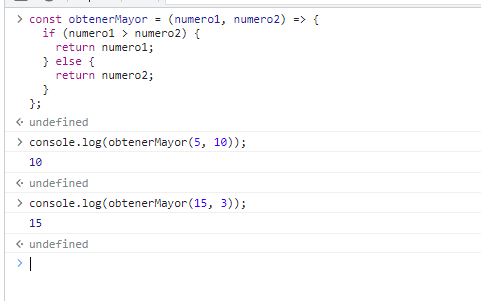 > const obtenerMayor = (numero1, numero2) => {
if (numero1 > numero2) {
return numero1;
} else {
return numero2;
}
};
<· undefined
> console.log(obtenerMayor(5, 10));
10
<· undefined
> console.log(obtenerMayor(15, 3));
15
<· undefined
>